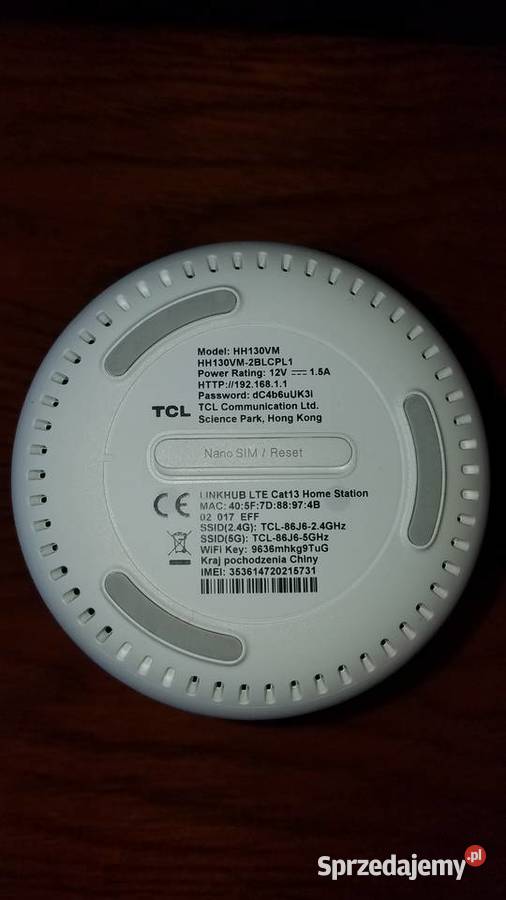 Model: HH130VM
HH130VM-2BLCPL1
Power Rating: 12V ⎓ 1.5A
HTTP://192.168.1.1
Password: dC4b6uUK3i
TCL
TCL Communication Ltd.
Science Park, Hong Kong
Nano SIM / Reset
LINKHUB LTE Cat13 Home Station
MAC: 40:5F:7D:88:97:4B
02 017 EFF
CE
SSID(2.4G): TCL-86J6-2.4GHz
SSID(5G): TCL-86J6-5GHz
WiFi Key: 9636mhkg9TuG
Kraj pochodzenia Chiny
IMEI: 353614720215731
Sprzedajemy.pl